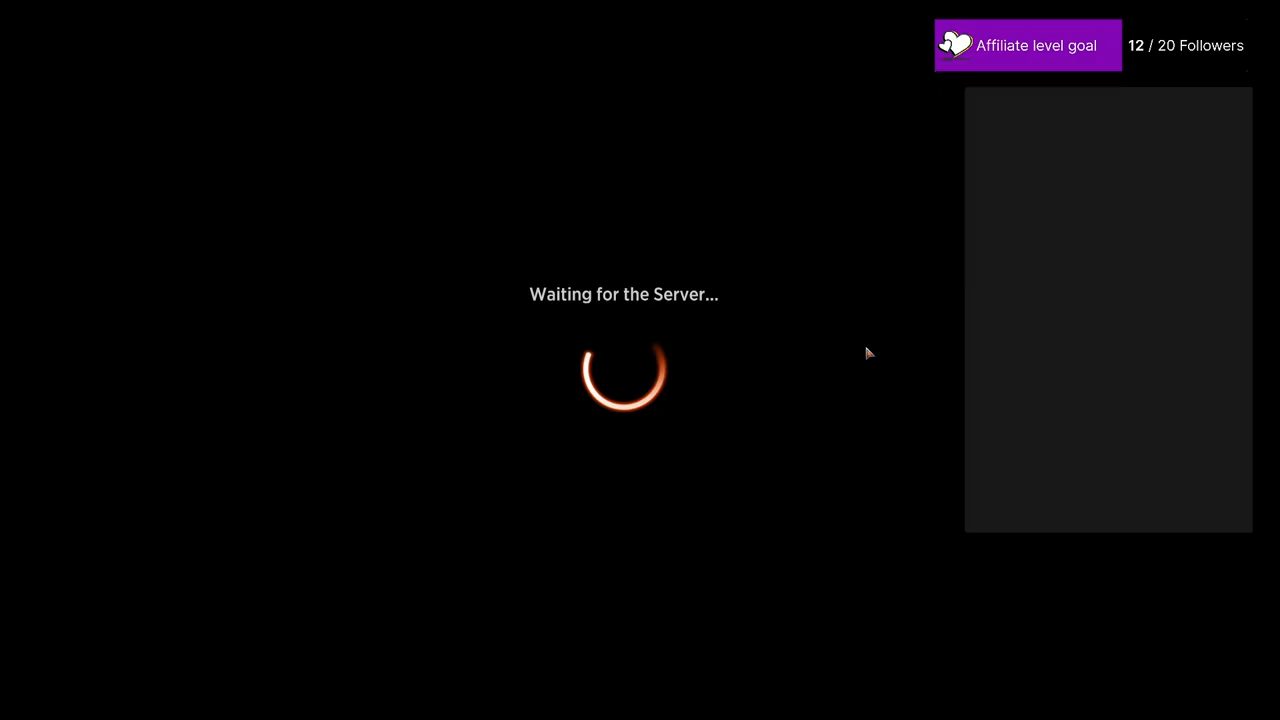 Affiliate level goal 12 / 20 Followers
Waiting for the Server...